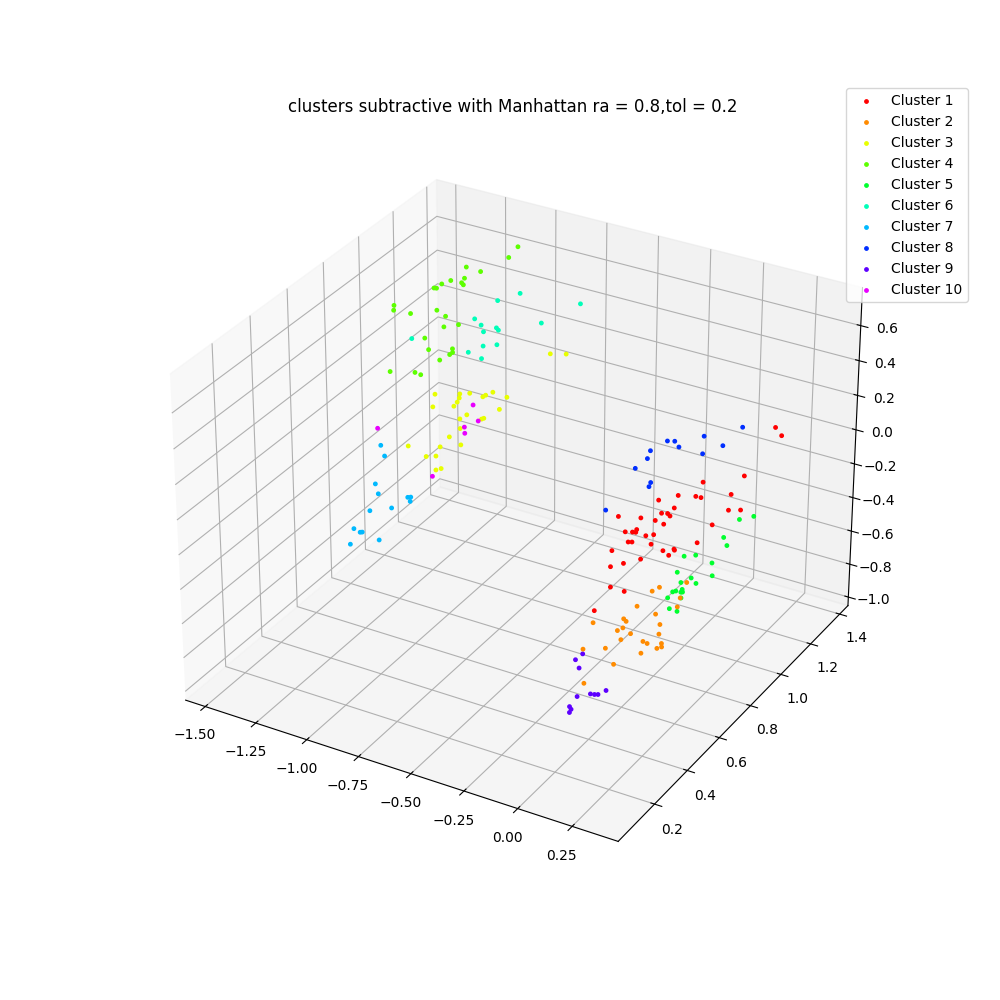 clusters subtractive with Manhattan ra = 0.8,tol = 0.2
Cluster 1
Cluster 2
Cluster 3
Cluster 4
Cluster 5
Cluster 6
Cluster 7
Cluster 8
Cluster 9
Cluster 10
0.6
0.4
0.2
0.0
−0.2
−0.4
−0.6
−0.8
−1.0
1.4
1.2
1.0
0.8
0.6
0.4
0.2
−1.50
−1.25
−1.00
−0.75
−0.50
−0.25
0.00
0.25